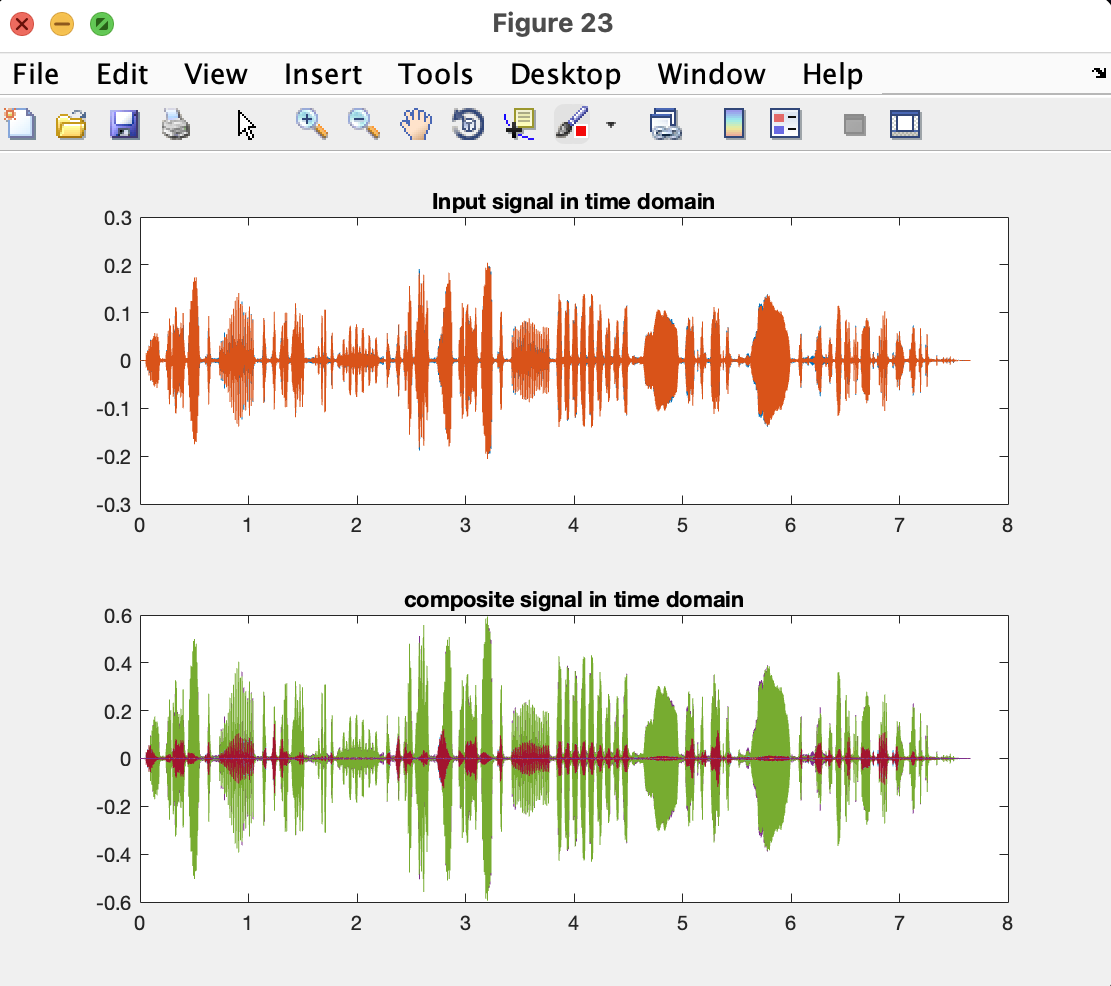 Figure 23
File Edit View Insert Tools Desktop Window Help
Input signal in time domain
0.3
0.2
0.1
0
-0.1
-0.2
-0.3
0 1 2 3 4 5 6 7 8
composite signal in time domain
0.6
0.4
0.2
0
-0.2
-0.4
-0.6
0 1 2 3 4 5 6 7 8